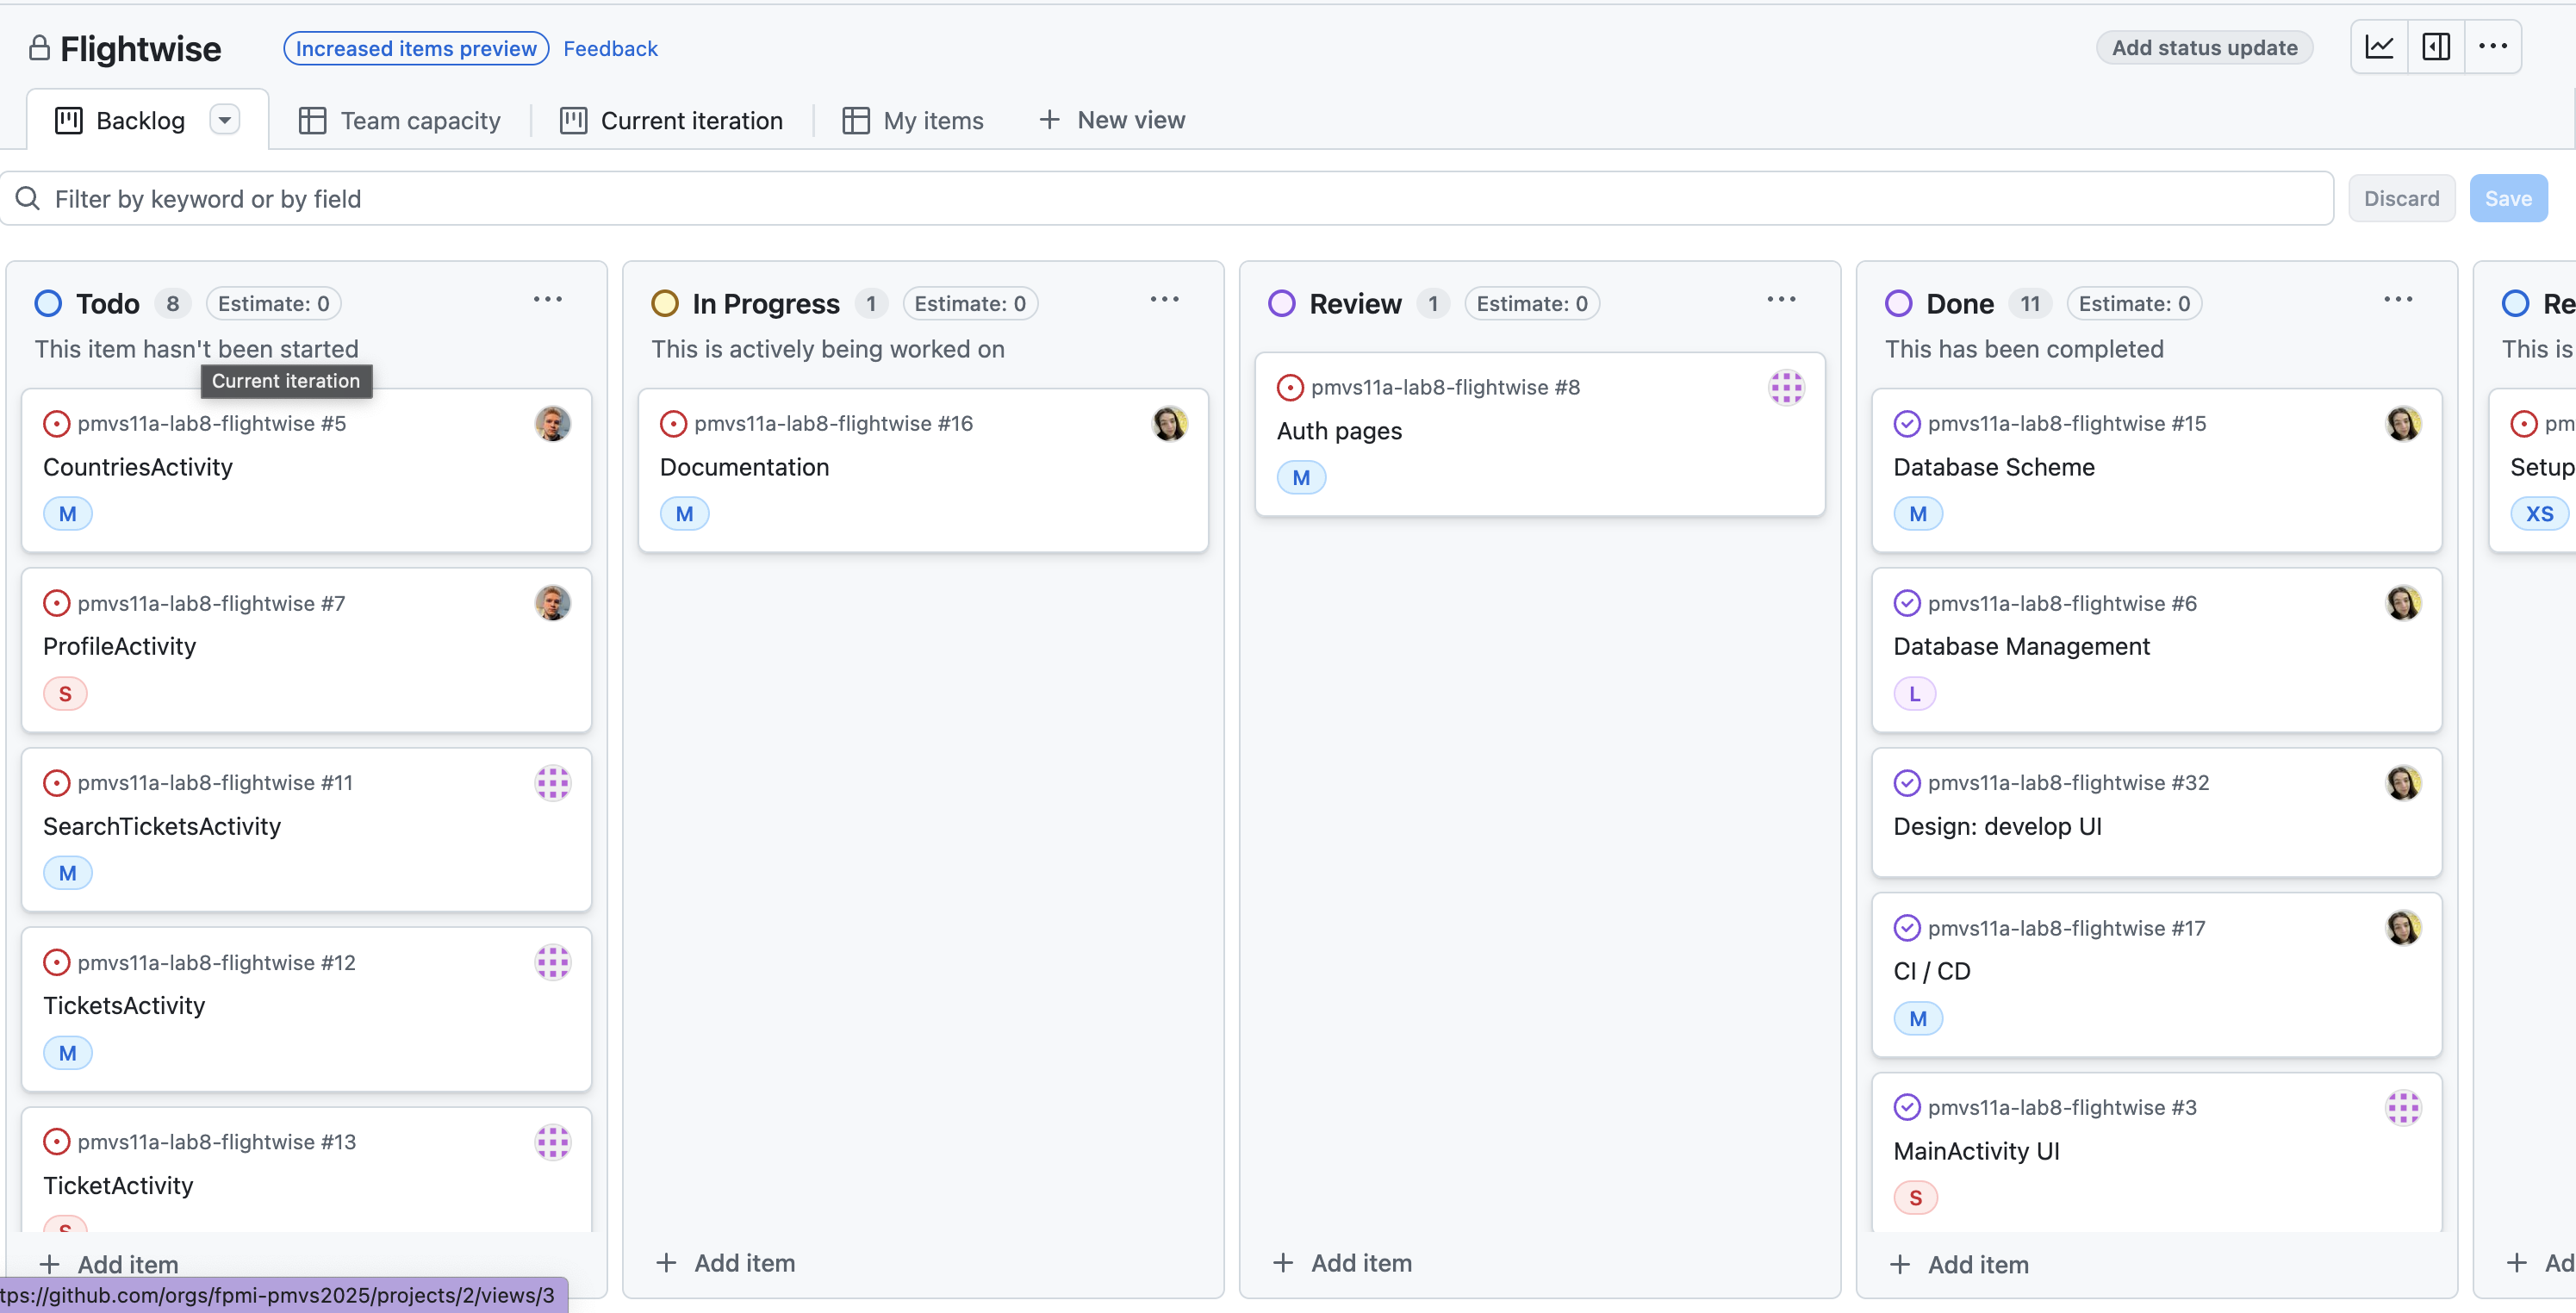 Flightwise
Increased items preview
Feedback
Add status update
Backlog
Team capacity
Current iteration
My items
New view
Filter by keyword or by field
Discard
Save
Todo 8 Estimate: 0
This item hasn't been started
Current iteration
pmvs11a-lab8-flightwise #5
CountriesActivity
M
pmvs11a-lab8-flightwise #7
ProfileActivity
S
pmvs11a-lab8-flightwise #11
SearchTicketsActivity
M
pmvs11a-lab8-flightwise #12
TicketsActivity
M
pmvs11a-lab8-flightwise #13
TicketActivity
S
Add item
In Progress 1 Estimate: 0
This is actively being worked on
pmvs11a-lab8-flightwise #16
Documentation
M
Add item
Review 1 Estimate: 0
pmvs11a-lab8-flightwise #8
Auth pages
M
Add item
Done 11 Estimate: 0
This has been completed
pmvs11a-lab8-flightwise #15
Database Scheme
M
pmvs11a-lab8-flightwise #6
Database Management
L
pmvs11a-lab8-flightwise #32
Design: develop UI
pmvs11a-lab8-flightwise #17
CI / CD
M
pmvs11a-lab8-flightwise #3
MainActivity UI
S
Add item
Re
This is
pm
Setup
XS
Ad
tps://github.com/orgs/fpmi-pmvs2025/projects/2/views/3